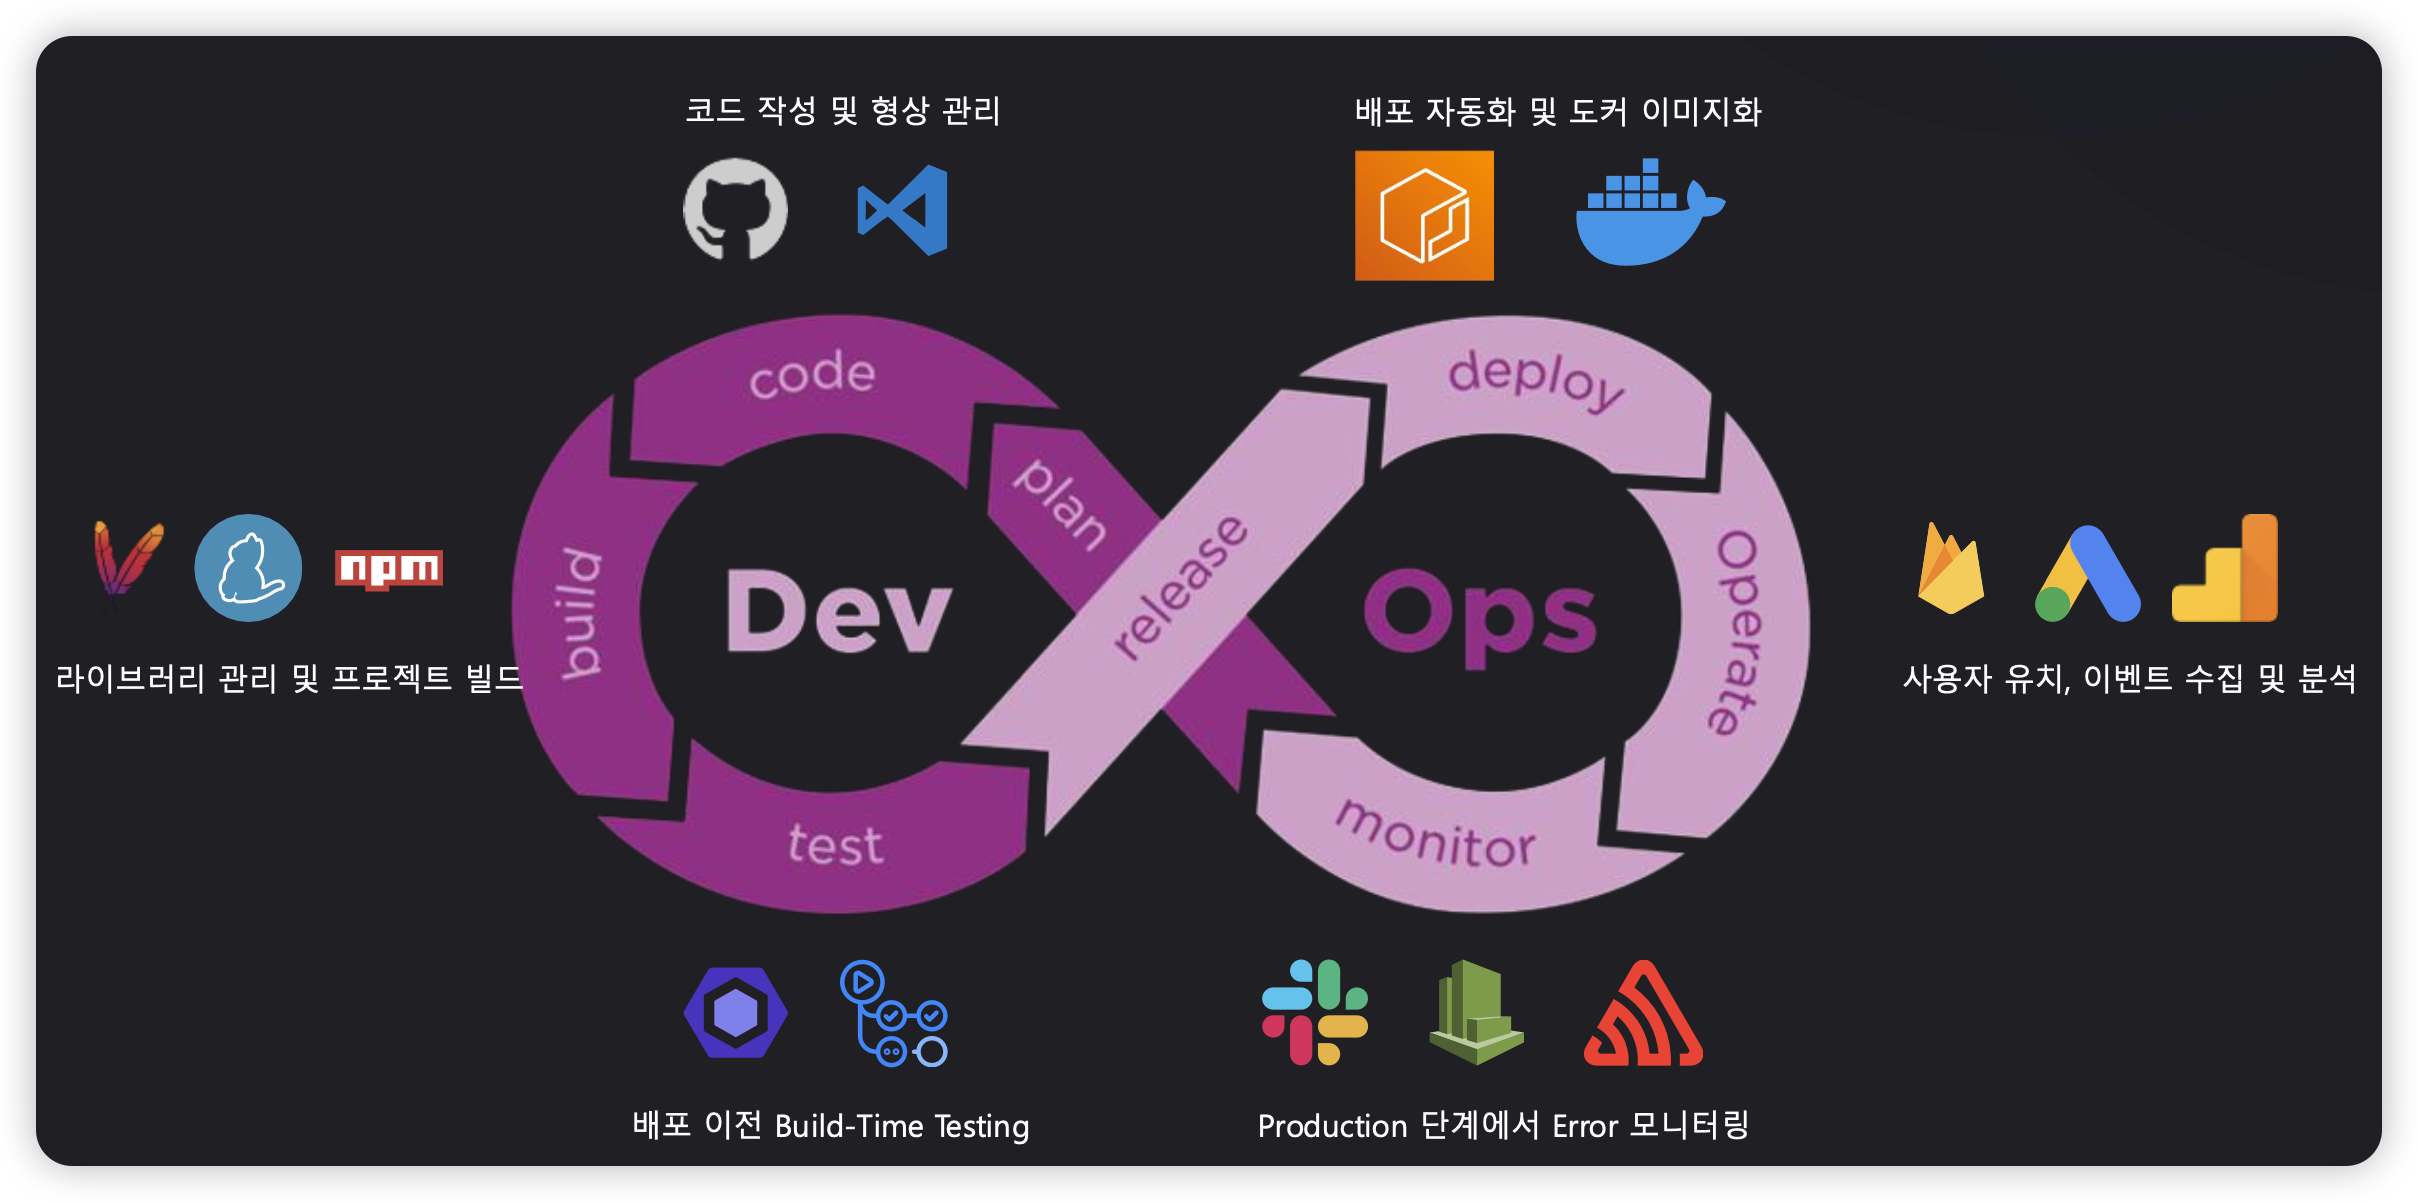 코드 작성 및 형상 관리
배포 자동화 및 도커 이미지화
code
plan
build
test
Dev
release
deploy
Operate
monitor
Ops
npm
라이브러리 관리 및 프로젝트 빌드
사용자 유치, 이벤트 수집 및 분석
배포 이전 Build-Time Testing
Production 단계에서 Error 모니터링